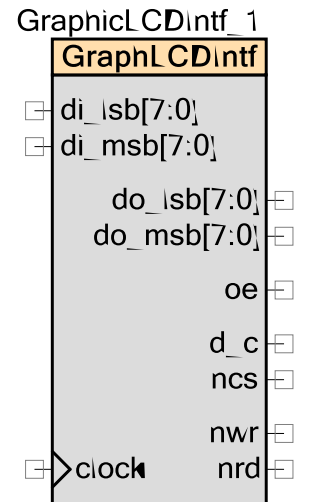 GraphicLCDIntf_1
GraphLCDIntf
di_lsb[7:0]
di_msb[7:0]
do_lsb[7:0]
do_msb[7:0]
oe
d_c
ncs
nwr
clock nrd